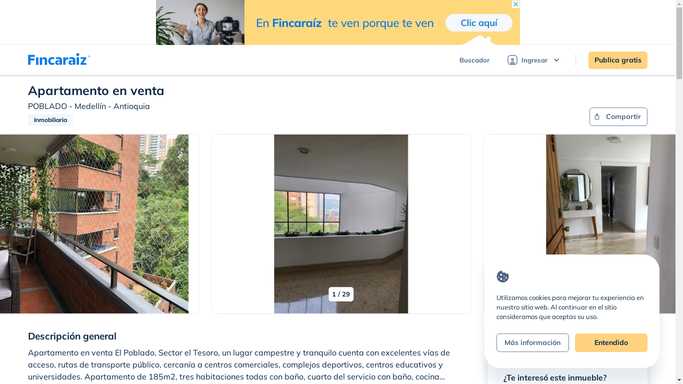 En Fincaraíz te ven porque te ven
Clic aquí
Fincaraíz
Buscador
Ingresar
Publica gratis
Apartamento en venta
POBLADO - Medellín - Antioquia
Inmobiliaria
Compartir
1 / 29
Utilizamos cookies para mejorar tu experiencia en
nuestro sitio web. Al continuar en el sitio
consideramos que aceptas su uso.
Más información
Entendido
Descripción general
Apartamento en venta El Poblado, Sector el Tesoro, un lugar campestre y tranquilo cuenta con excelentes vías de
acceso, rutas de transporte público, cercanía a centros comerciales, complejos deportivos, centros educativos y
universidades. Apartamento de 185m2, tres habitaciones todas con baño, cuarto del servicio con baño, cocina...
¿Te interesó este inmueble?